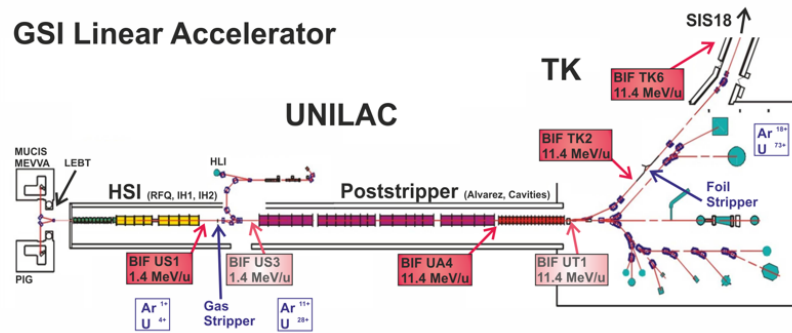 GSI Linear Accelerator
SIS18
TK
BIF TK6
11.4 MeV/u
UNILAC
Ar 18+
U 73+
BIF TK2
11.4 MeV/u
MUCIS
MEVVA
LEBT
HLI
HSI (RFQ, IH1, IH2)
Poststripper (Alvarez, Cavities)
Foil
Stripper
PIG
BIF US1
1.4 MeV/u
BIF US3
1.4 MeV/u
BIF UA4
11.4 MeV/u
BIF UT1
11.4 MeV/u
Ar 1+
U 4+
Gas
Stripper
Ar 11+
U 28+